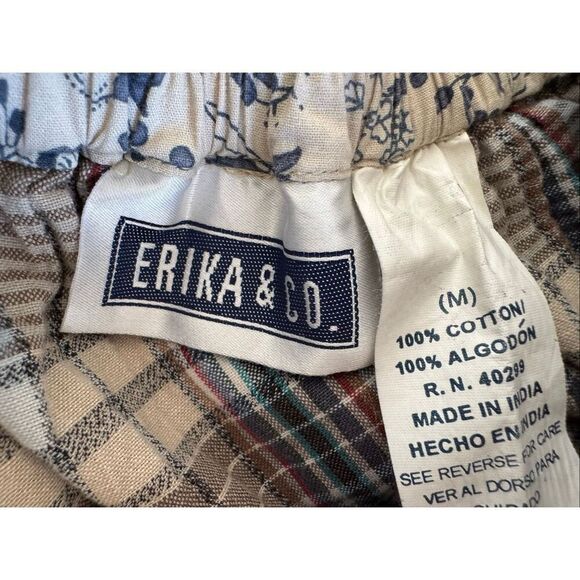 ERIKA & CO.
(M)
100% COTTON/
100% ALGODÓN
R. N. 40299
MADE IN INDIA
HECHO EN INDIA
SEE REVERSE FOR CARE
VER AL DORSO PARA
CUIDADO